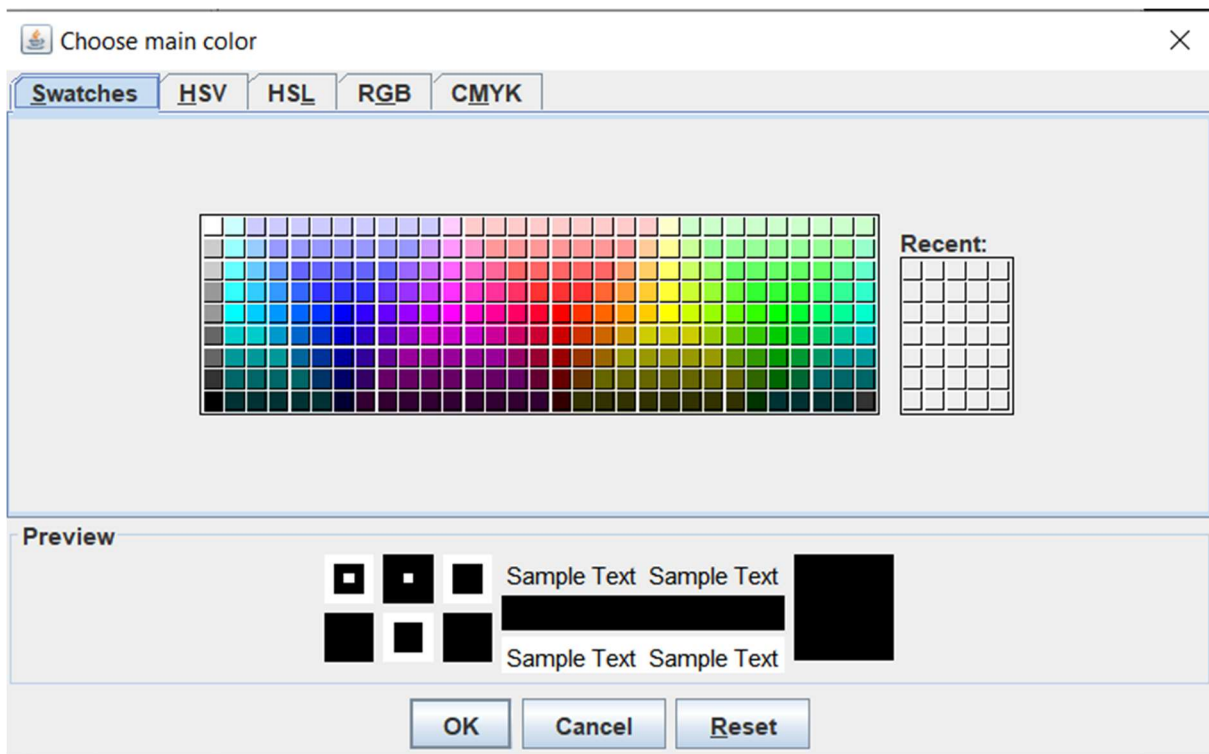 Choose main color
Swatches HSV HSL RGB CMYK
Recent:
Preview
Sample Text Sample Text
Sample Text Sample Text
OK Cancel Reset